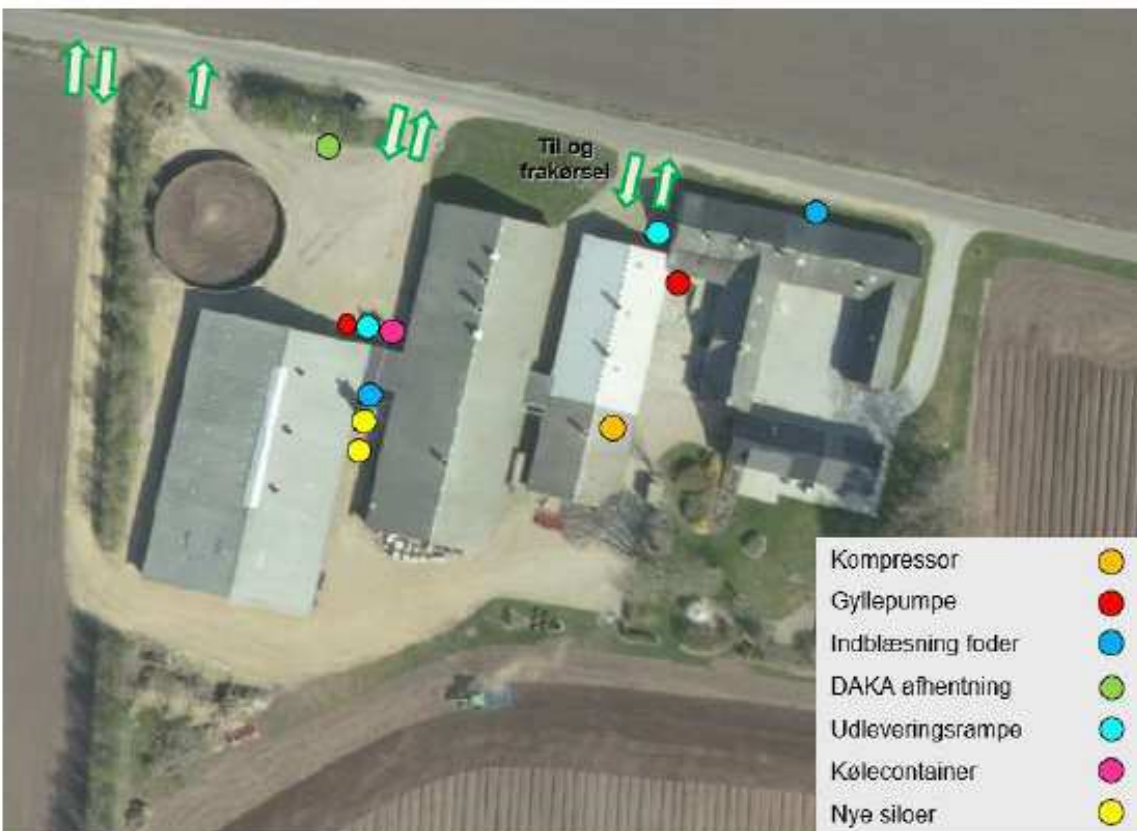 Til og
frakørsel
Kompressor
Gyllepumpe
Indblæsning foder
DAKA afhentning
Udleveringsrampe
Kølecontainer
Nye siloer